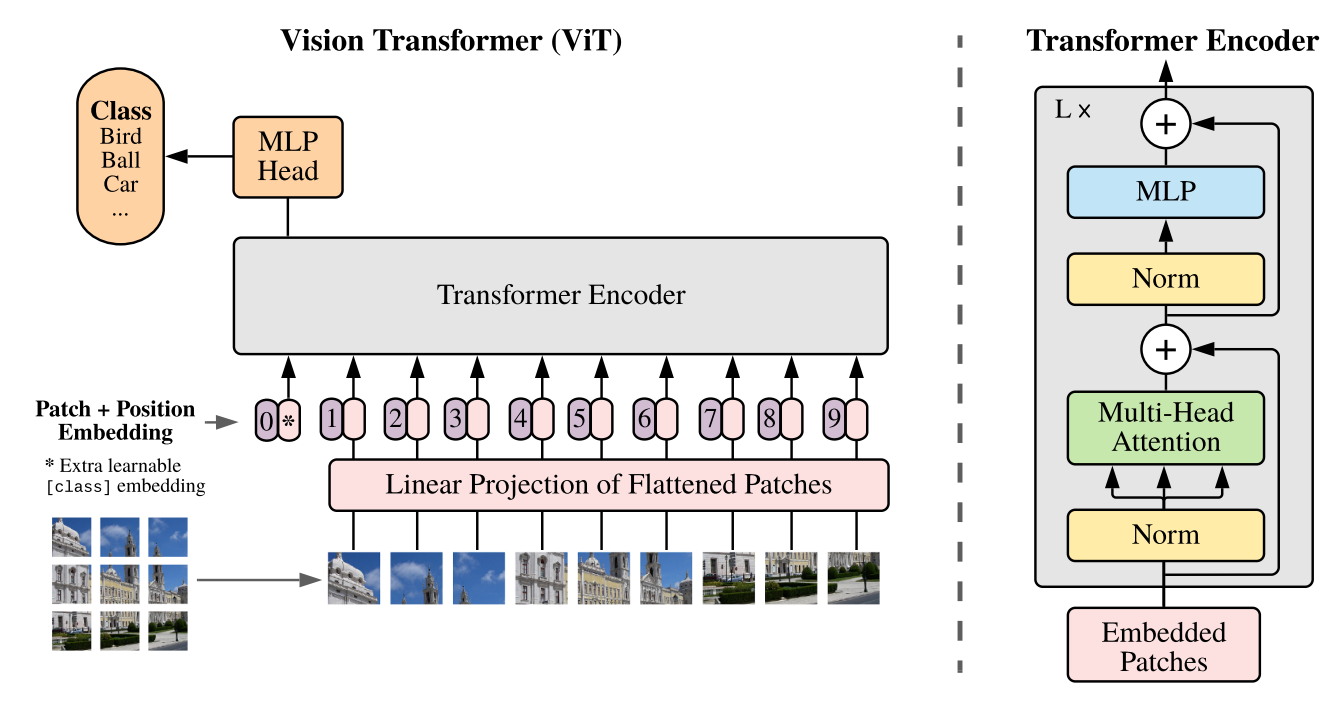 Vision Transformer (ViT)
Class
Bird
Ball
Car
...
MLP
Head
Transformer Encoder
Patch + Position
Embedding
0 * 1 2 3 4 5 6 7 8 9
* Extra learnable
[class] embedding
Linear Projection of Flattened Patches
Transformer Encoder
L ×
+
MLP
Norm
+
Multi-Head
Attention
Norm
Embedded
Patches